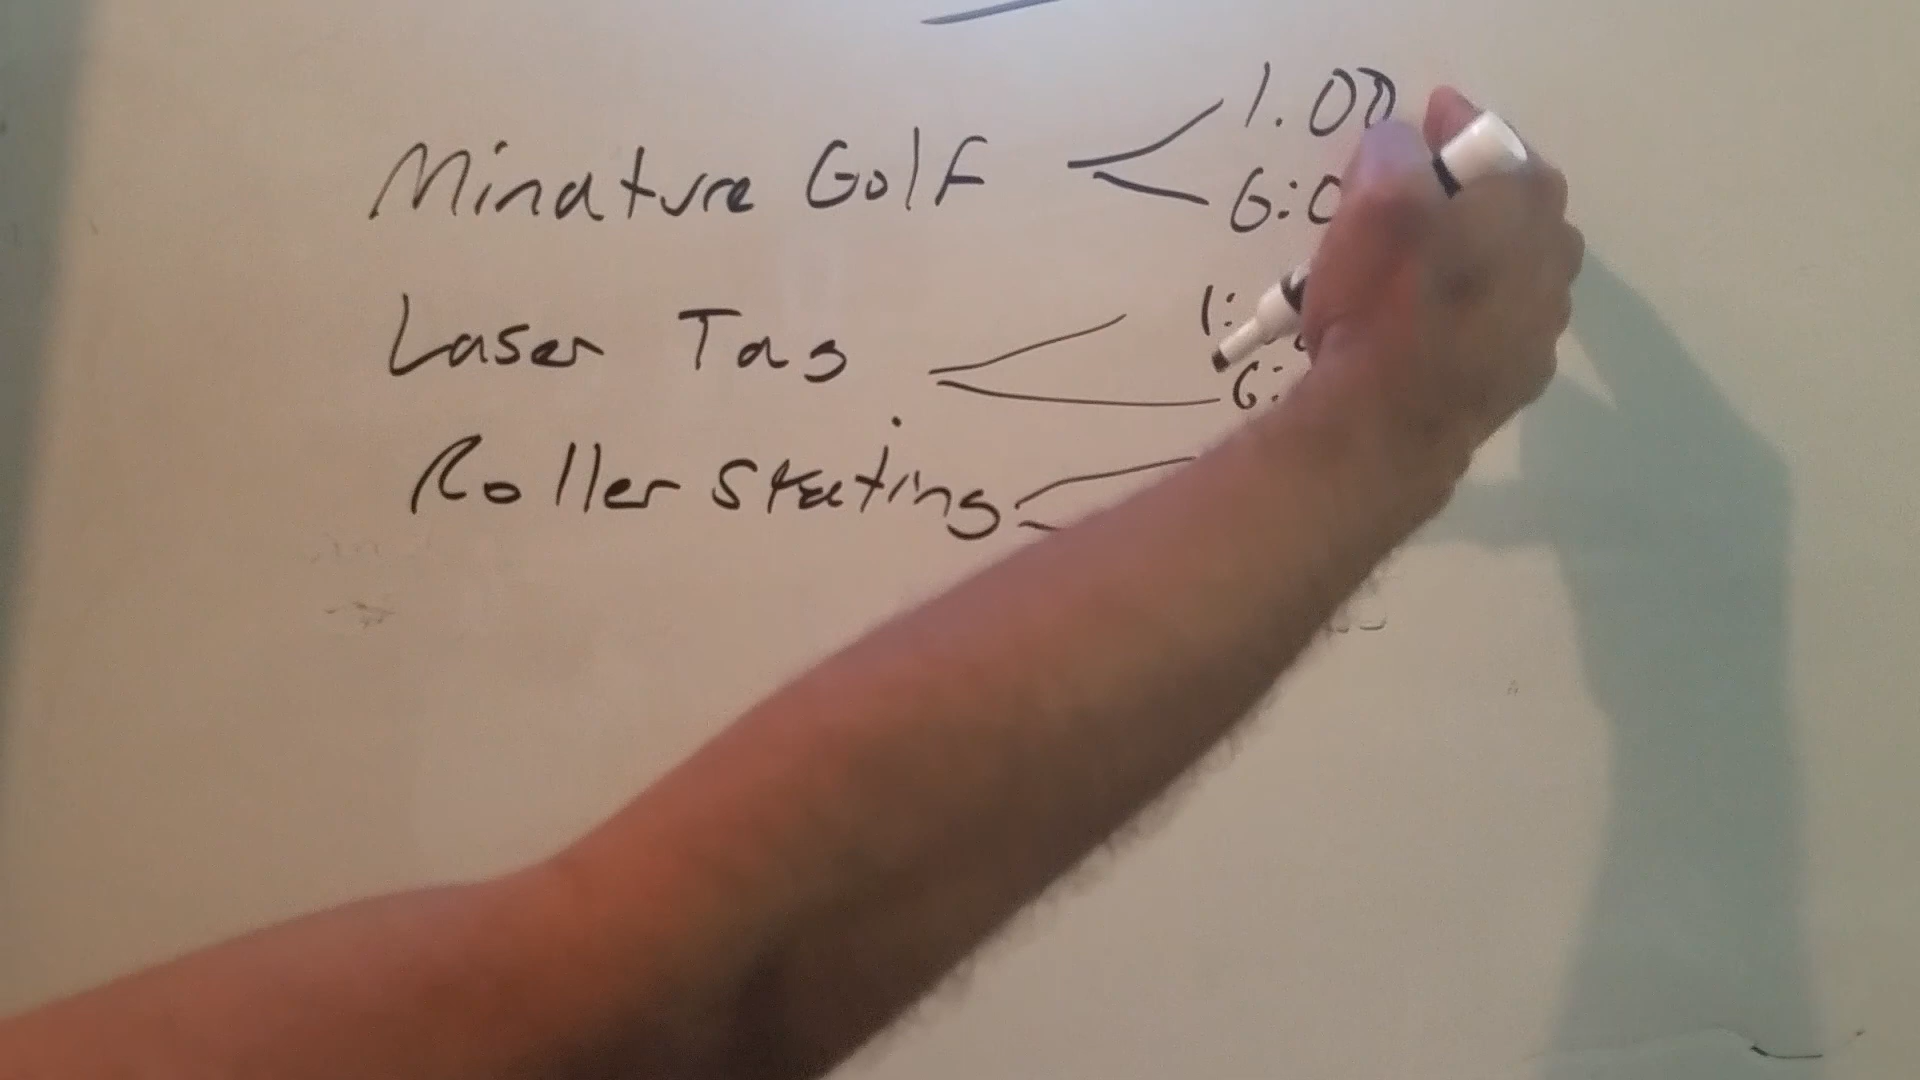 1.00
Minature Golf
6:0
1:
Laser Tag
6:
Roller Skating